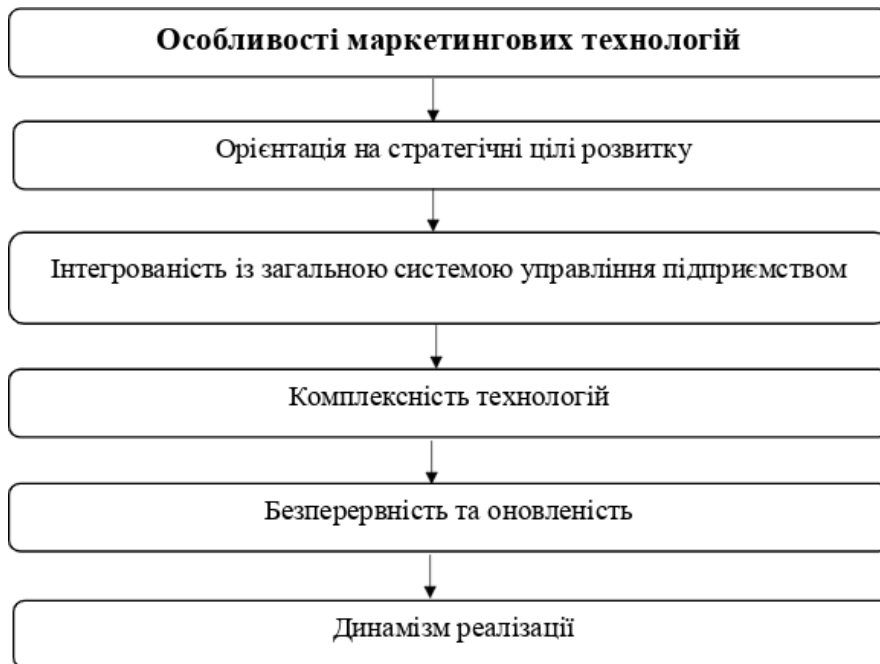 Особливості маркетингових технологій
Орієнтація на стратегічні цілі розвитку
Інтегрованість із загальною системою управління підприємством
Комплексність технологій
Безперервність та оновленість
Динамізм реалізації